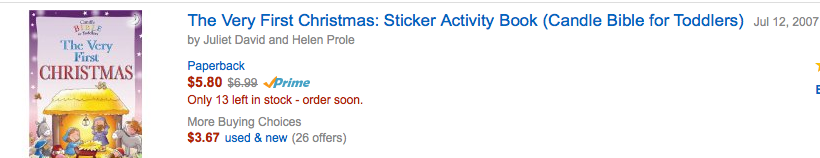 The Very First Christmas: Sticker Activity Book (Candle Bible for Toddlers) Jul 12, 2007
by Juliet David and Helen Prole
Paperback
$5.80 $6.99 Prime
Only 13 left in stock - order soon.
More Buying Choices
$3.67 used & new (26 offers)
Candle
BIBLE
for Toddlers
The Very
First
CHRISTMAS